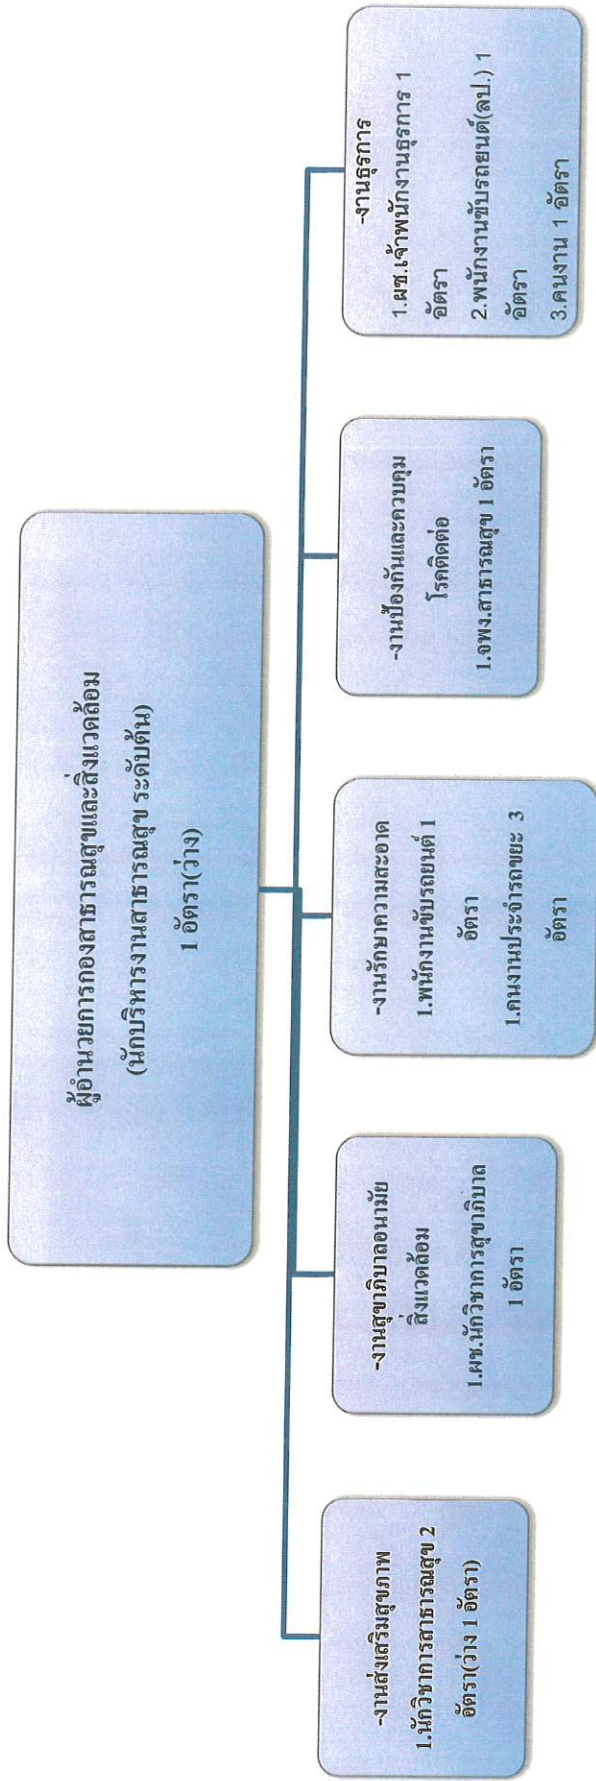 ผู้อำนวยการกองสาธารณสุขและสิ่งแวดล้อม
(นักบริหารงานสาธารณสุข ระดับต้น)
1 อัตรา(ว่าง)
-งานส่งเสริมสุขภาพ
1.นักวิชาการสาธารณสุข 2
อัตรา(ว่าง 1 อัตรา)
-งานสุขาภิบาลอนามัย
สิ่งแวดล้อม
1.ผช.นักวิชาการสุขาภิบาล
1 อัตรา
-งานรักษาความสะอาด
1.พนักงานขับรถยนต์ 1
อัตรา
1.คนงานประจำรถขยะ 3
อัตรา
-งานป้องกันและควบคุม
โรคติดต่อ
1.จพง.สาธารณสุข 1 อัตรา
-งานธุรการ
1.ผช.เจ้าพนักงานธุรการ 1
อัตรา
2.พนักงานขับรถยนต์(ลป.) 1
อัตรา
3.คนงาน 1 อัตรา